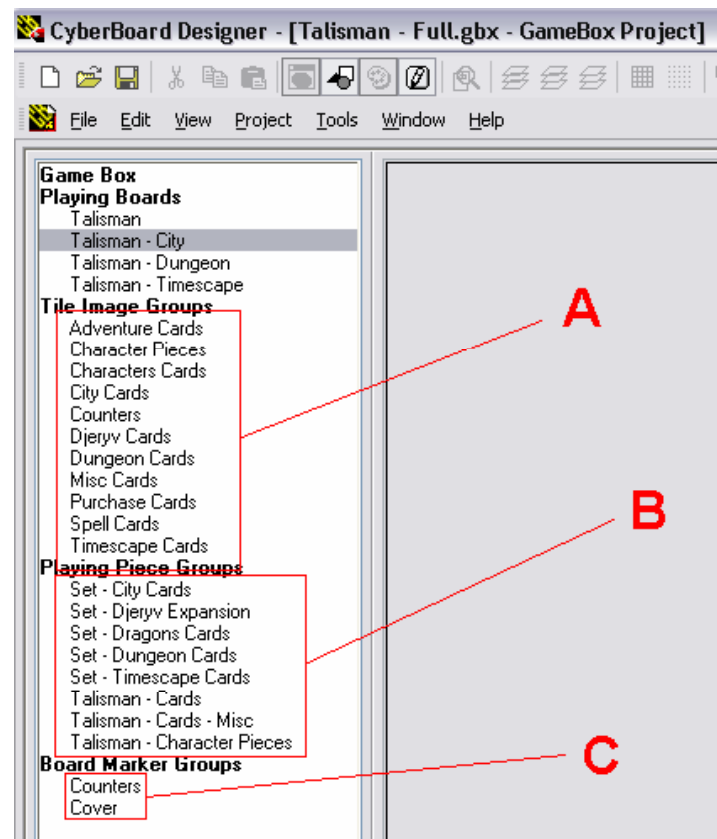 CyberBoard Designer - [Talisman - Full.gbx - GameBox Project]
File Edit View Project Tools Window Help
Game Box
Playing Boards
Talisman
Talisman - City
Talisman - Dungeon
Talisman - Timescape
Tile Image Groups
Adventure Cards
Character Pieces
Characters Cards
City Cards
Counters
Djeryv Cards
Dungeon Cards
Misc Cards
Purchase Cards
Spell Cards
Timescape Cards
A
Playing Piece Groups
Set - City Cards
Set - Djeryv Expansion
Set - Dragons Cards
Set - Dungeon Cards
Set - Timescape Cards
Talisman - Cards
Talisman - Cards - Misc
Talisman - Character Pieces
B
Board Marker Groups
Counters
Cover
C